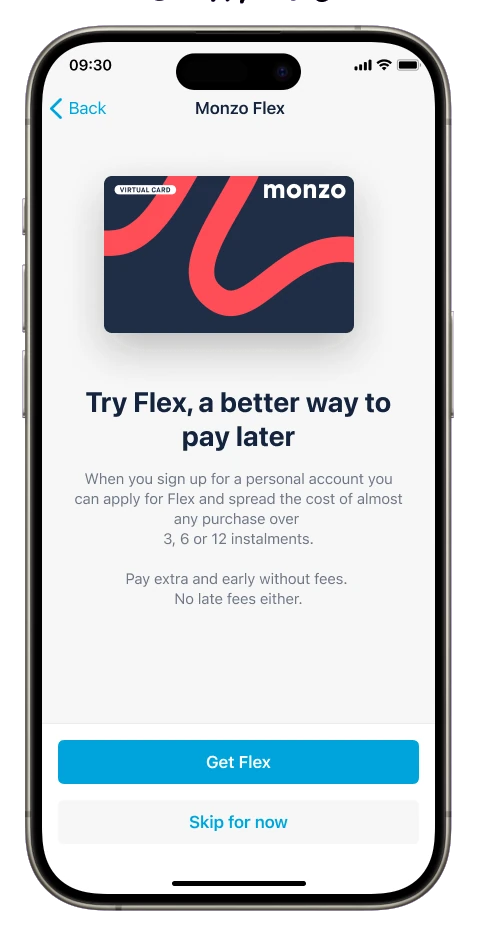 09:30
Back
Monzo Flex
VIRTUAL CARD
monzo
Try Flex, a better way to
pay later
When you sign up for a personal account you
can apply for Flex and spread the cost of almost
any purchase over
3, 6 or 12 instalments.
Pay extra and early without fees.
No late fees either.
Get Flex
Skip for now